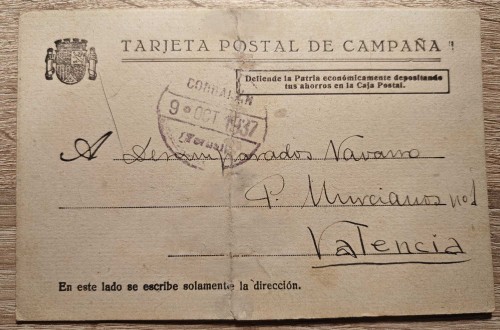 TARJETA POSTAL DE CAMPAÑA
Defiende la Patria económicamente depositando
tus ahorros en la Caja Postal.
9 OCT 1937
(Teruel)
A Desamparados Navarro
P. Murcianos nº 1
Valencia
En este lado se escribe solamente la dirección.